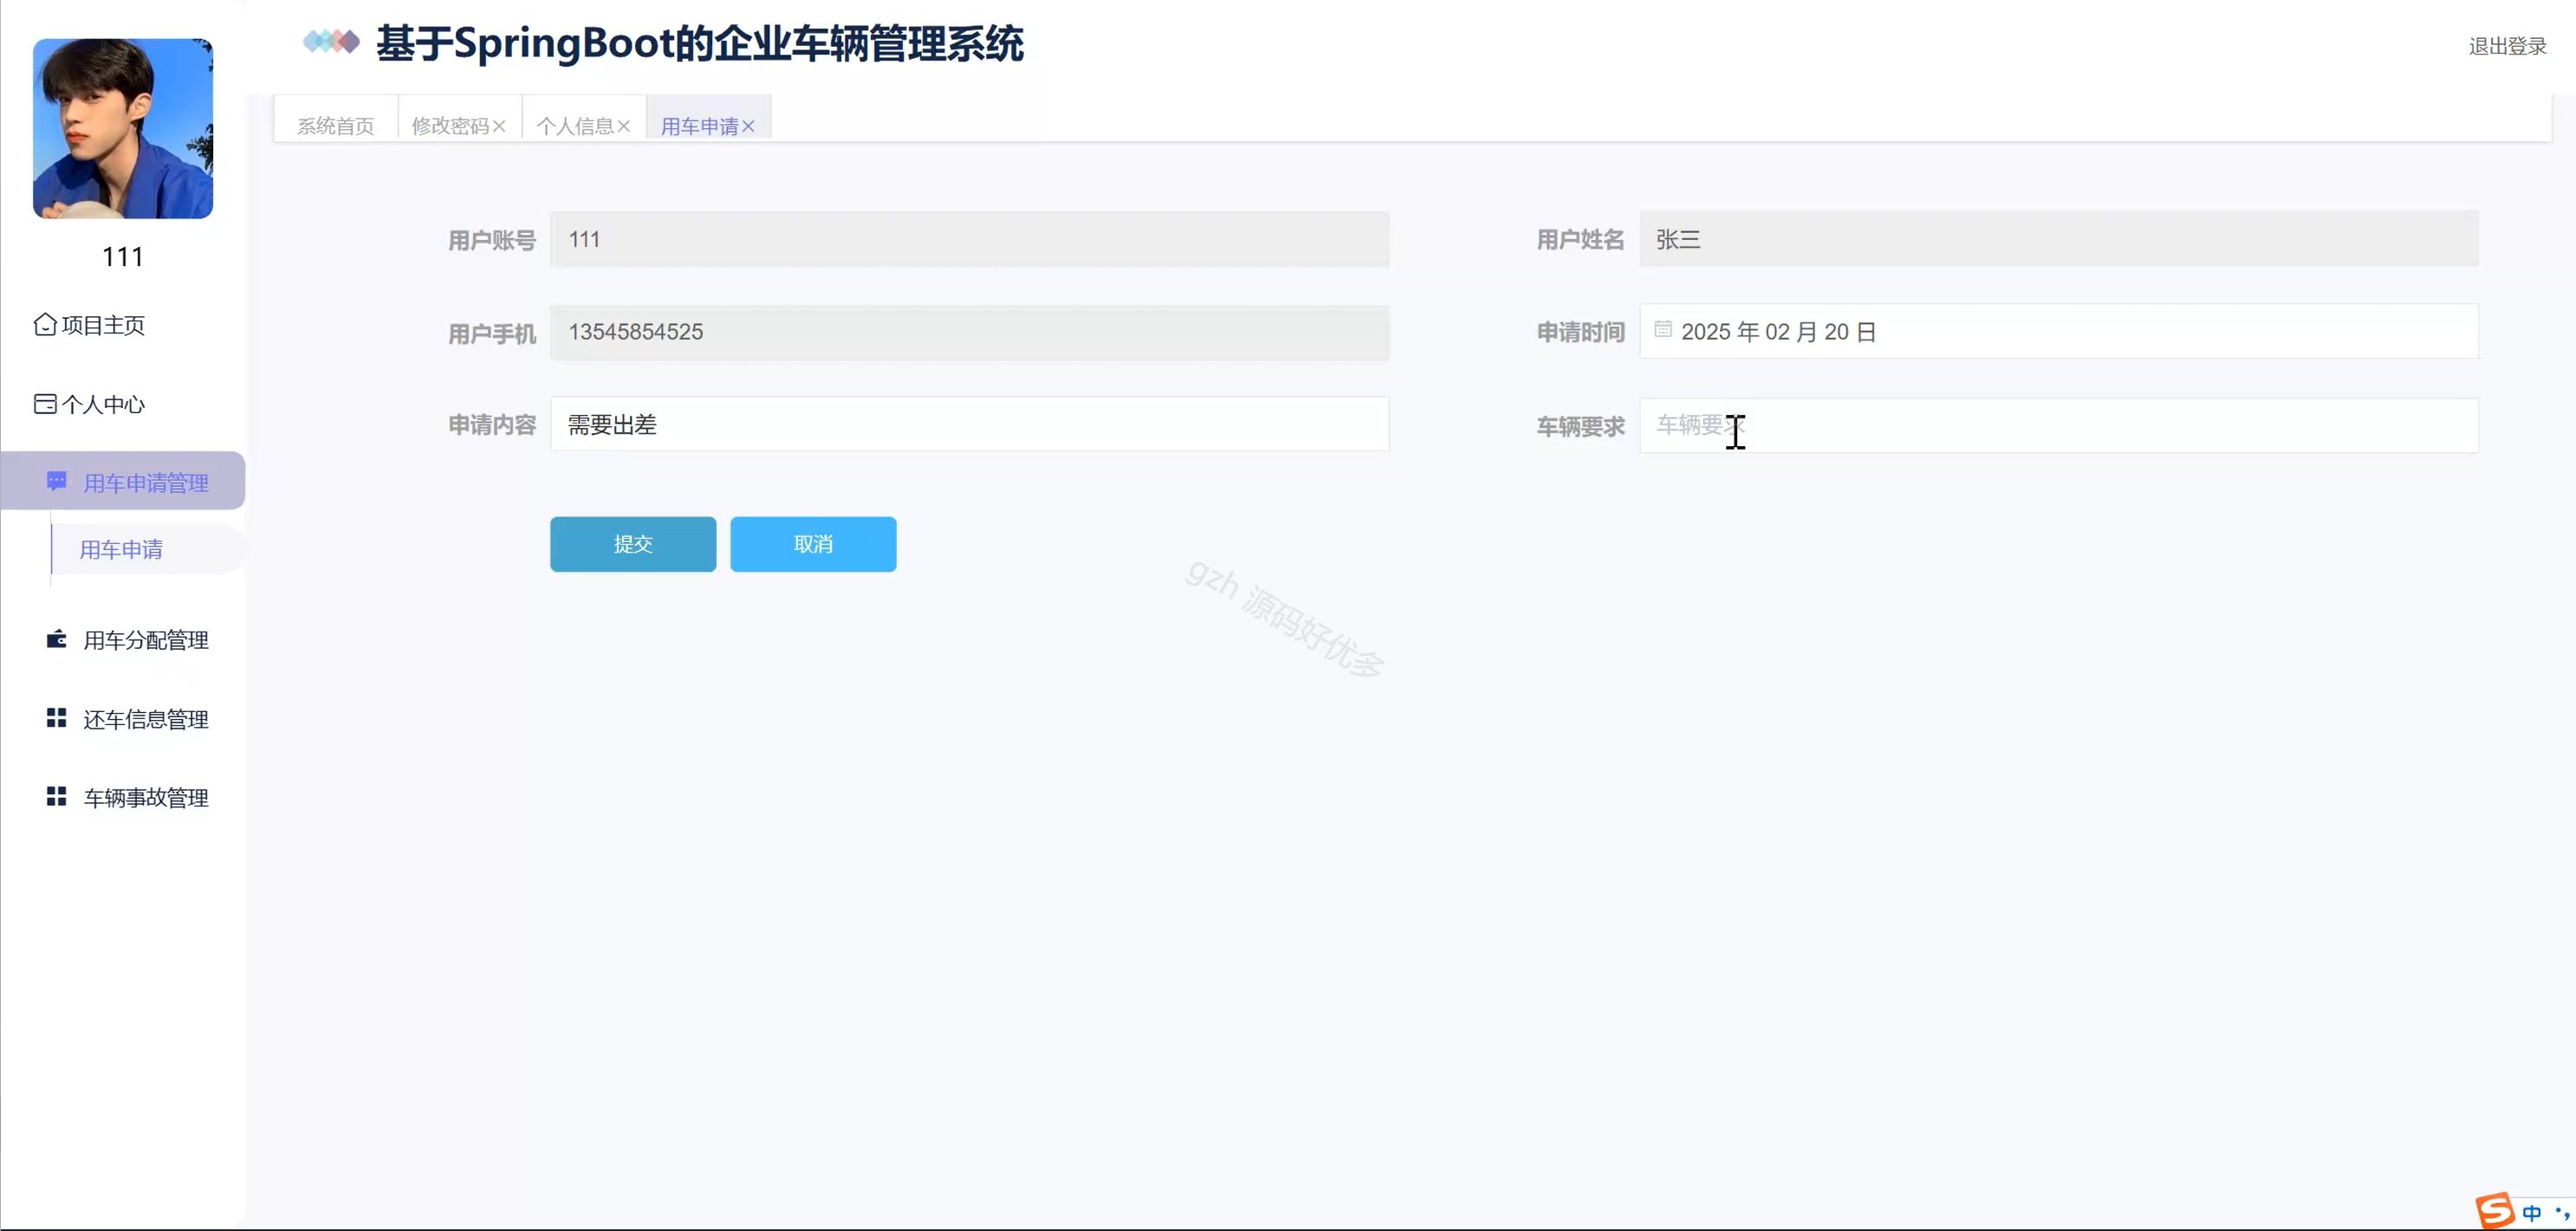 基于SpringBoot的企业车辆管理系统
退出登录
系统首页
修改密码
个人信息
用车申请
111
项目主页
个人中心
用车申请管理
用车申请
用车分配管理
还车信息管理
车辆事故管理
用户账号 111
用户姓名 张三
用户手机 13545854525
申请时间 2025 年 02 月 20 日
申请内容 需要出差
车辆要求 车辆要求
提交 取消
gzh 源码好优多
中